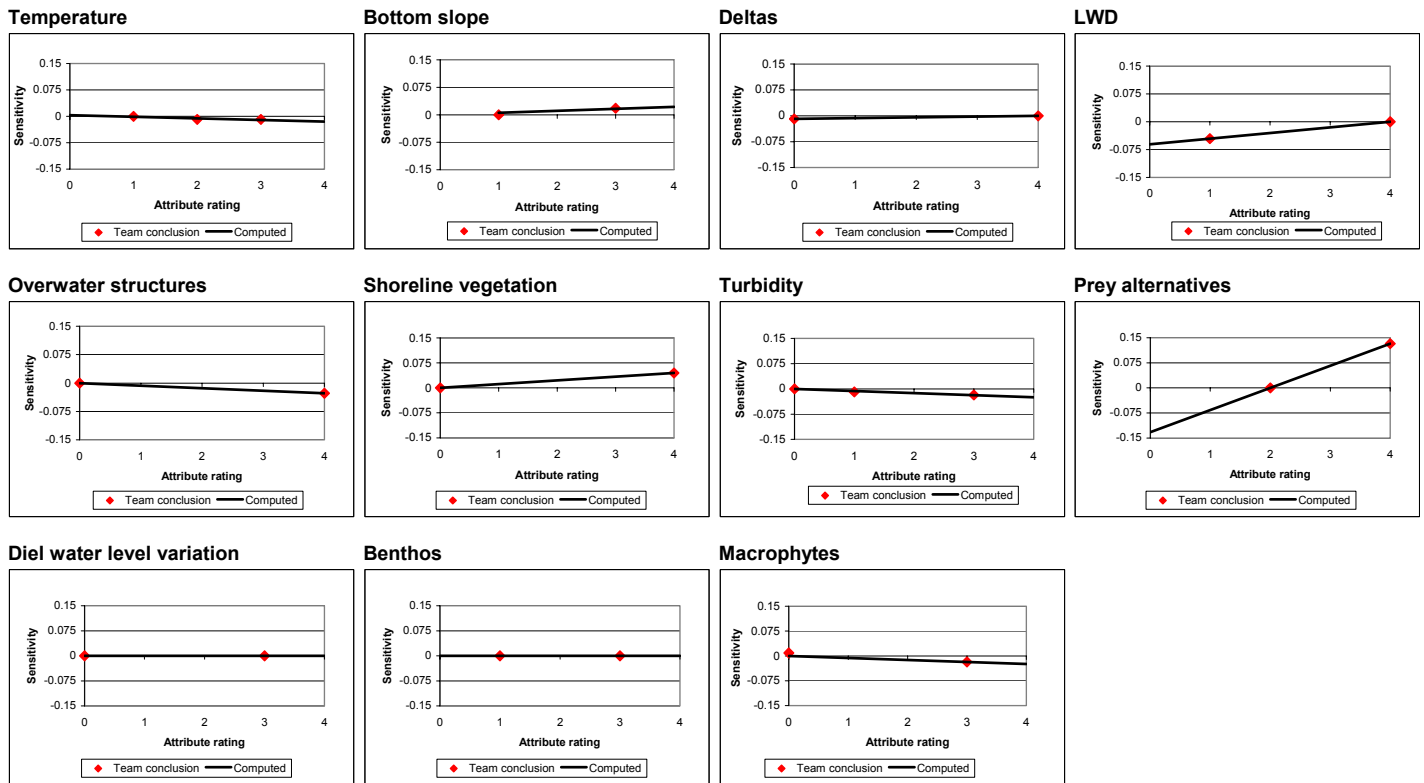 Temperature
Sensitivity
0.15
0.075
0
-0.075
-0.15
0 1 2 3 4
Attribute rating
Team conclusion Computed
Bottom slope
Sensitivity
0.15
0.075
0
-0.075
-0.15
0 1 2 3 4
Attribute rating
Team conclusion Computed
Deltas
Sensitivity
0.15
0.075
0
-0.075
-0.15
0 1 2 3 4
Attribute rating
Team conclusion Computed
LWD
Sensitivity
0.15
0.075
0
-0.075
-0.15
0 1 2 3 4
Attribute rating
Team conclusion Computed
Overwater structures
Sensitivity
0.15
0.075
0
-0.075
-0.15
0 1 2 3 4
Attribute rating
Team conclusion Computed
Shoreline vegetation
Sensitivity
0.15
0.075
0
-0.075
-0.15
0 1 2 3 4
Attribute rating
Team conclusion Computed
Turbidity
Sensitivity
0.15
0.075
0
-0.075
-0.15
0 1 2 3 4
Attribute rating
Team conclusion Computed
Prey alternatives
Sensitivity
0.15
0.075
0
-0.075
-0.15
0 1 2 3 4
Attribute rating
Team conclusion Computed
Diel water level variation
Sensitivity
0.15
0.075
0
-0.075
-0.15
0 1 2 3 4
Attribute rating
Team conclusion Computed
Benthos
Sensitivity
0.15
0.075
0
-0.075
-0.15
0 1 2 3 4
Attribute rating
Team conclusion Computed
Macrophytes
Sensitivity
0.15
0.075
0
-0.075
-0.15
0 1 2 3 4
Attribute rating
Team conclusion Computed